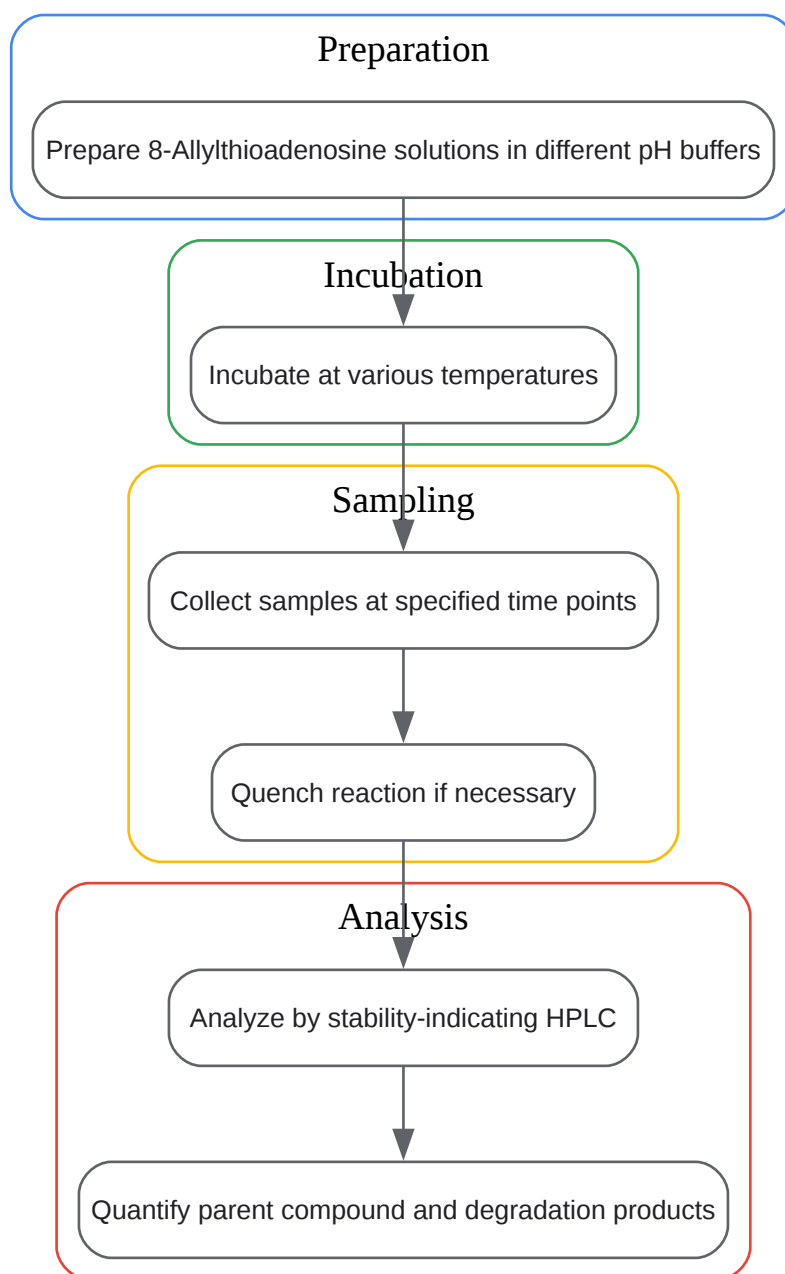 Preparation
Prepare 8-Allylthioadenosine solutions in different pH buffers
Incubation
Incubate at various temperatures
Sampling
Collect samples at specified time points
Quench reaction if necessary
Analysis
Analyze by stability-indicating HPLC
Quantify parent compound and degradation products